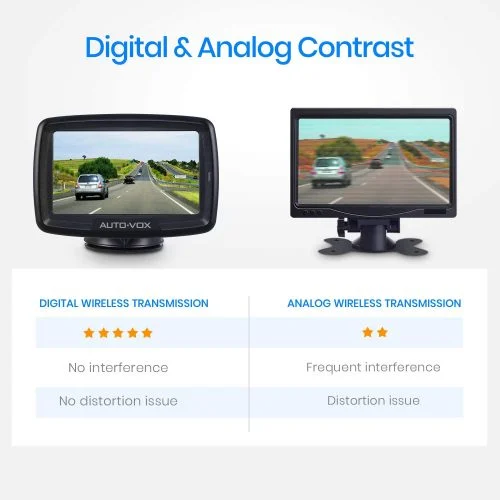 Digital & Analog Contrast
AUTO-VOX
DIGITAL WIRELESS TRANSMISSION
ANALOG WIRELESS TRANSMISSION
No interference
Frequent interference
No distortion issue
Distortion issue